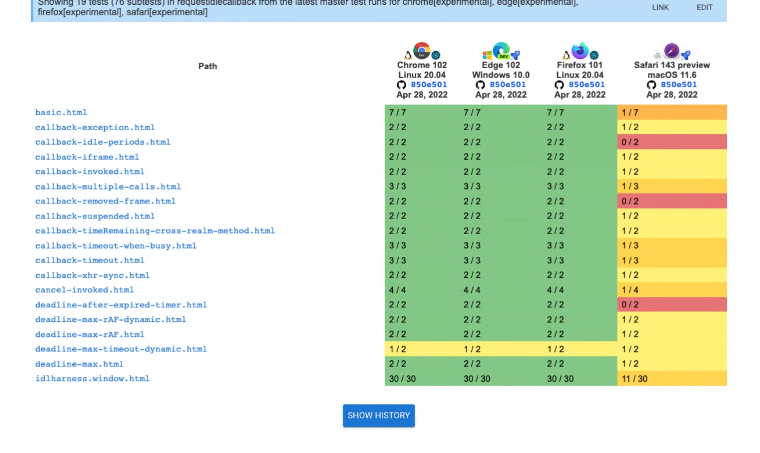 Showing 19 tests (76 subtests) in requestidlecallback from the latest master test runs for chrome[experimental], edge[experimental],
firefox[experimental], safari[experimental]
LINK EDIT
Path
Chrome 102 Edge 102 Firefox 101 Safari 143 preview
Linux 20.04 Windows 10.0 Linux 20.04 macOS 11.6
850e501 850e501 850e501 850e501
Apr 28, 2022 Apr 28, 2022 Apr 28, 2022 Apr 28, 2022
basic.html 7 / 7 7 / 7 7 / 7 1 / 7
callback-exception.html 2 / 2 2 / 2 2 / 2 1 / 2
callback-idle-periods.html 2 / 2 2 / 2 2 / 2 0 / 2
callback-iframe.html 2 / 2 2 / 2 2 / 2 1 / 2
callback-invoked.html 2 / 2 2 / 2 2 / 2 1 / 2
callback-multiple-calls.html 3 / 3 3 / 3 3 / 3 1 / 3
callback-removed-frame.html 2 / 2 2 / 2 2 / 2 0 / 2
callback-suspended.html 2 / 2 2 / 2 2 / 2 1 / 2
callback-timeRemaining-cross-realm-method.html 2 / 2 2 / 2 2 / 2 1 / 2
callback-timeout-when-busy.html 3 / 3 3 / 3 3 / 3 1 / 3
callback-timeout.html 3 / 3 3 / 3 3 / 3 1 / 3
callback-xhr-sync.html 2 / 2 2 / 2 2 / 2 1 / 2
cancel-invoked.html 4 / 4 4 / 4 4 / 4 1 / 4
deadline-after-expired-timer.html 2 / 2 2 / 2 2 / 2 0 / 2
deadline-max-rAF-dynamic.html 2 / 2 2 / 2 2 / 2 1 / 2
deadline-max-rAF.html 2 / 2 2 / 2 2 / 2 1 / 2
deadline-max-timeout-dynamic.html 1 / 2 1 / 2 1 / 2 1 / 2
deadline-max.html 2 / 2 2 / 2 2 / 2 1 / 2
idlharness.window.html 30 / 30 30 / 30 30 / 30 11 / 30
SHOW HISTORY